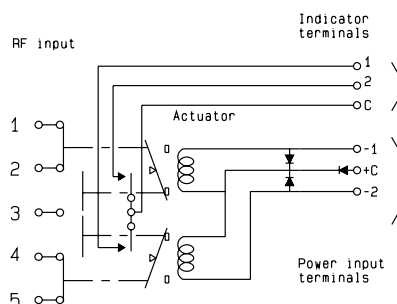 Indicator
terminals
RF input
1
2
C
Actuator
1
2
3
4
5
-1
+C
-2
Power input
terminals